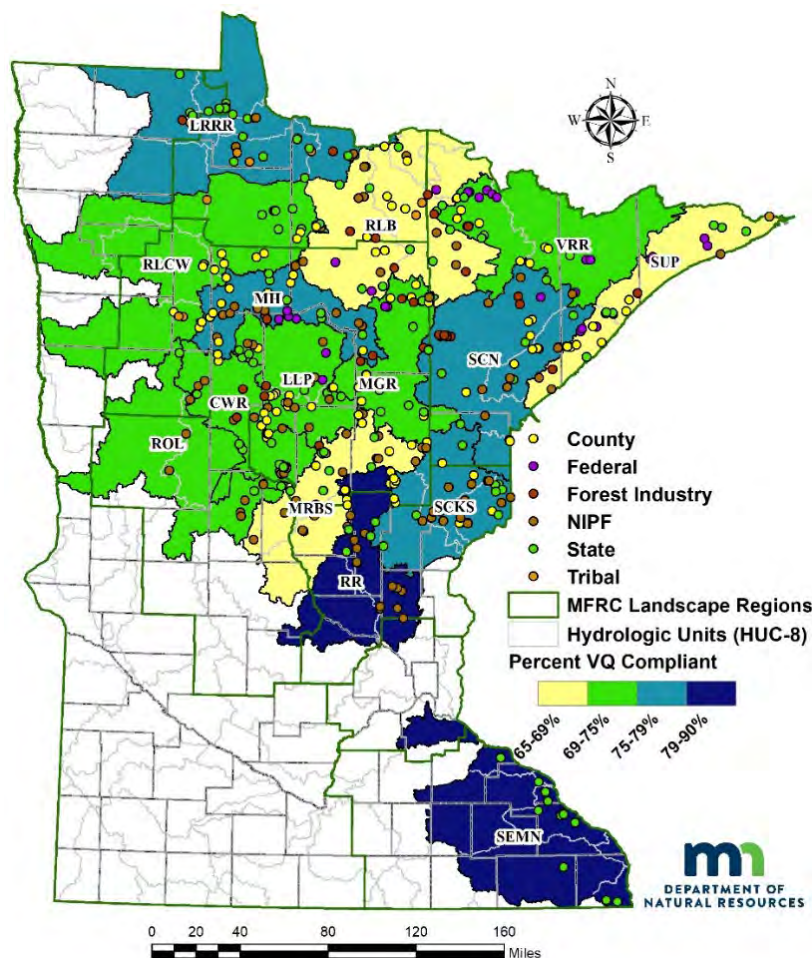 N
W E
S
LRRR
RLB
VRR
SUP
RLCW
MH
SCN
LLP
MGR
CWR
ROL
MRBS
SCKS
RR
SEMN
County
Federal
Forest Industry
NIPF
State
Tribal
MFRC Landscape Regions
Hydrologic Units (HUC-8)
Percent VQ Compliant
65-69% 69-75% 75-79% 79-90%
DEPARTMENT OF
NATURAL RESOURCES
0 20 40 80 120 160
Miles